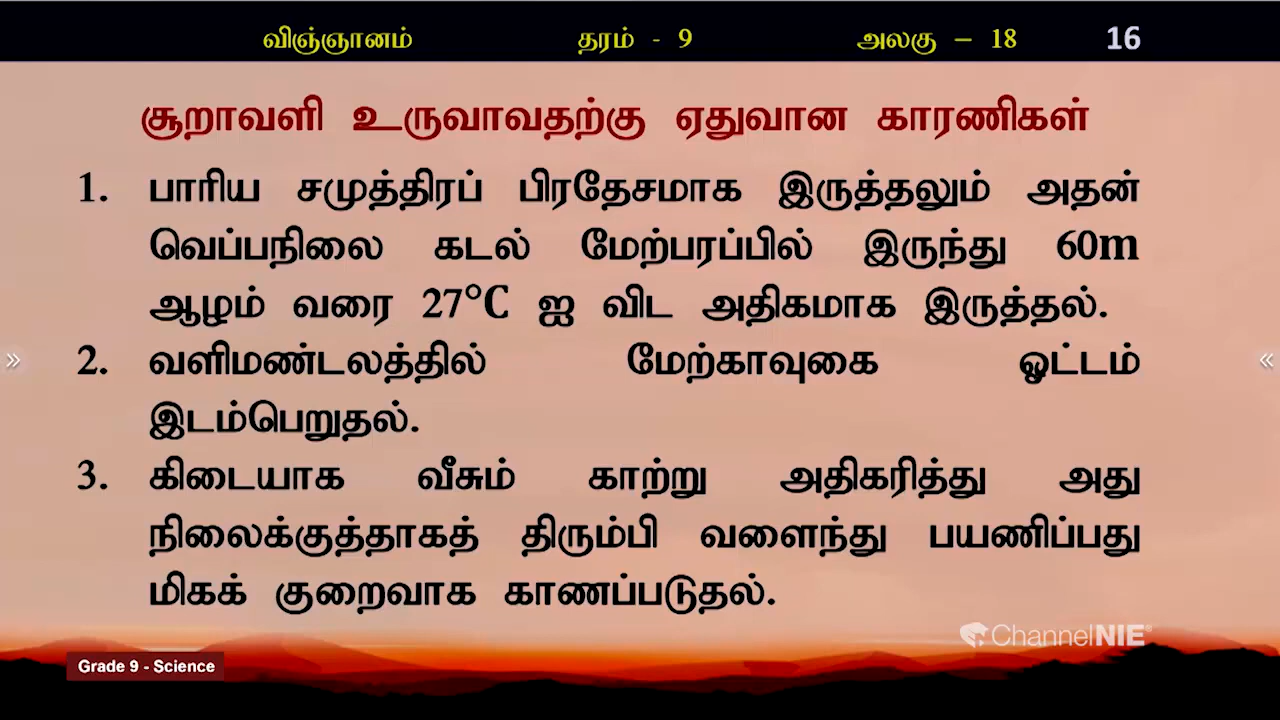 விஞ்ஞானம் தரம் - 9 அலகு – 18 16
சூறாவளி உருவாவதற்கு ஏதுவான காரணிகள்
1. பாரிய சமுத்திரப் பிரதேசமாக இருத்தலும் அதன்
வெப்பநிலை கடல் மேற்பரப்பில் இருந்து 60m
ஆழம் வரை 27°C ஐ விட அதிகமாக இருத்தல்.
2. வளிமண்டலத்தில் மேற்காவுகை ஓட்டம்
இடம்பெறுதல்.
3. கிடையாக வீசும் காற்று அதிகரித்து அது
நிலைக்குத்தாகத் திரும்பி வளைந்து பயணிப்பது
மிகக் குறைவாக காணப்படுதல்.
ChannelNIE®
Grade 9 - Science